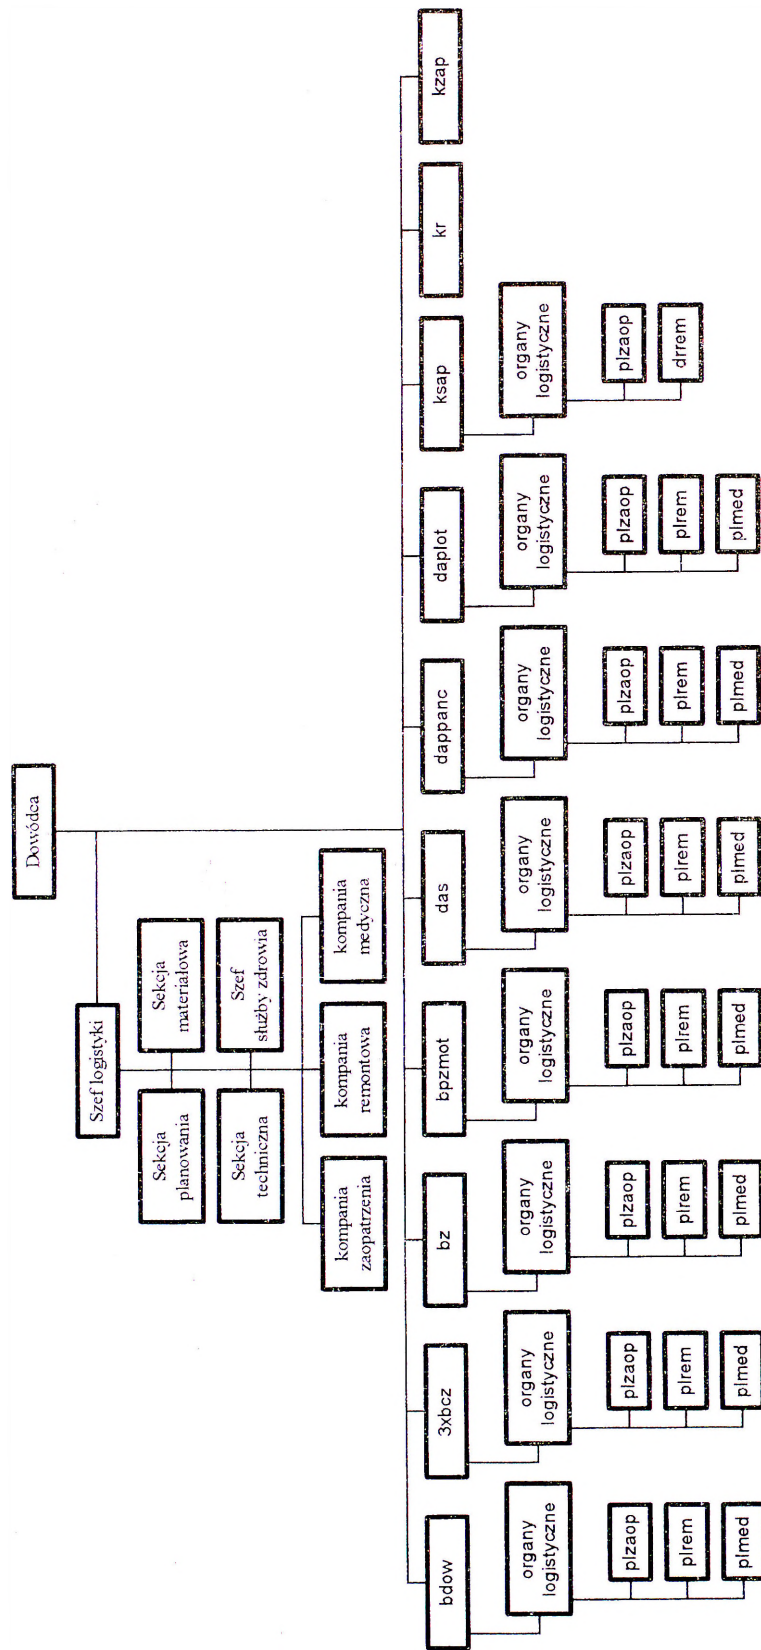 Dowódca
Szef logistyki
Sekcja
planowania
Sekcja
materiałowa
Sekcja
techniczna
Szef
służby zdrowia
kompania
zaopatrzenia
kompania
remontowa
kompania
medyczna
bdow
3xbcz
bz
bpzmot
das
dappanc
daplot
ksap
kr
kzap
organy
logistyczne
organy
logistyczne
organy
logistyczne
organy
logistyczne
organy
logistyczne
organy
logistyczne
organy
logistyczne
organy
logistyczne
plzaop
plzaop
plzaop
plzaop
plzaop
plzaop
plzaop
plzaop
plrem
plrem
plrem
plrem
plrem
plrem
plrem
drrem
plmed
plmed
plmed
plmed
plmed
plmed
plmed